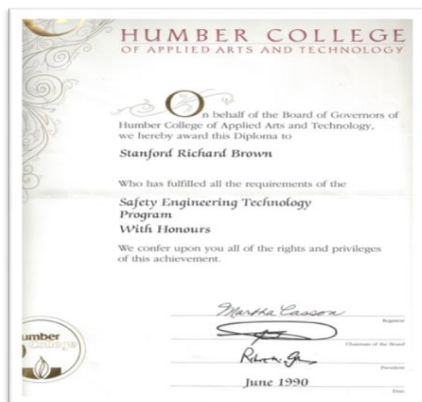 HUMBER COLLEGE
OF APPLIED ARTS AND TECHNOLOGY
On behalf of the Board of Governors of
Humber College of Applied Arts and Technology,
we hereby award this Diploma to
Stanford Richard Brown
Who has fulfilled all the requirements of the
Safety Engineering Technology
Program
With Honours
We confer upon you all of the rights and privileges
of this achievement.
Martha Casson
Registrar
Chairman of the Board
President
umber
College
June 1990
Date